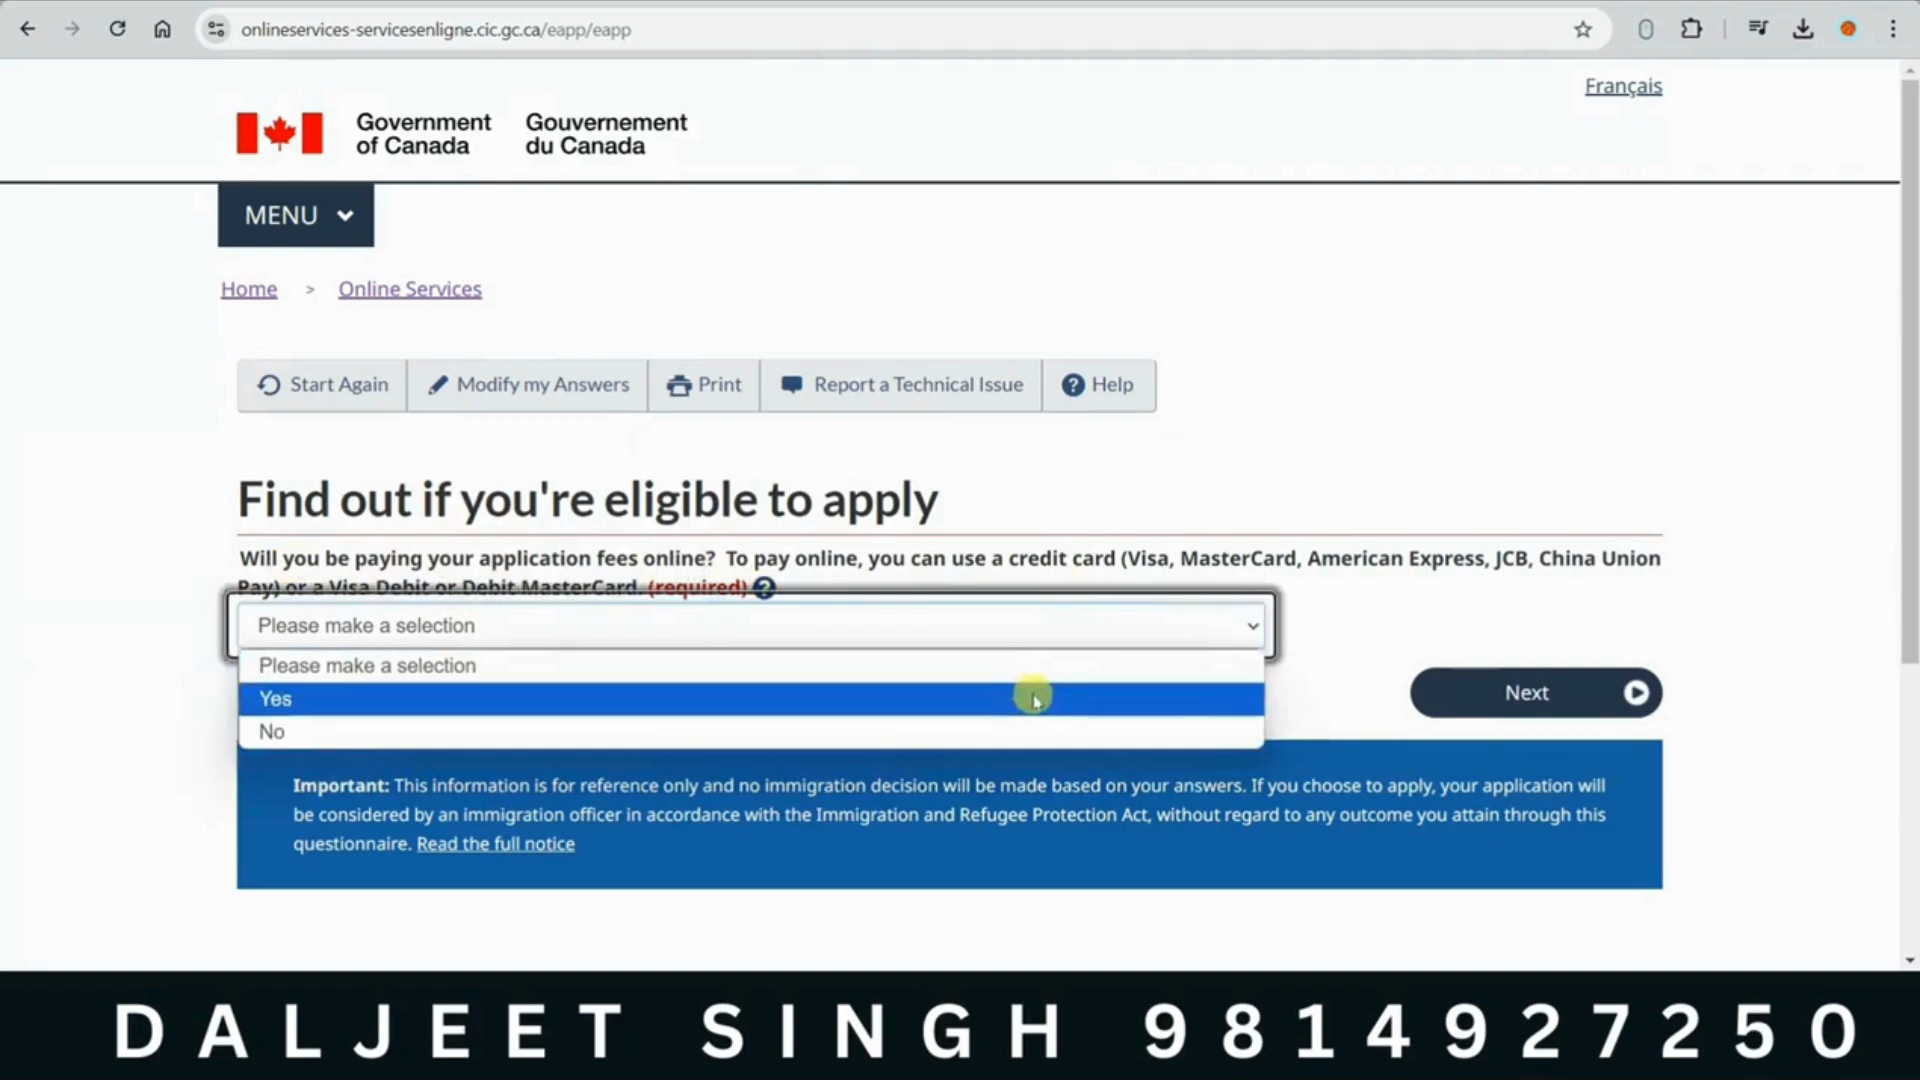 onlineservices-servicesenligne.cic.gc.ca/eapp/eapp
Français
Government of Canada
Gouvernement du Canada
MENU
Home > Online Services
Start Again Modify my Answers Print Report a Technical Issue Help
Find out if you're eligible to apply
Will you be paying your application fees online? To pay online, you can use a credit card (Visa, MasterCard, American Express, JCB, China Union
Pay) or a Visa Debit or Debit MasterCard. (required)
Please make a selection
Please make a selection
Yes
No
Next
Important: This information is for reference only and no immigration decision will be made based on your answers. If you choose to apply, your application will
be considered by an immigration officer in accordance with the Immigration and Refugee Protection Act, without regard to any outcome you attain through this
questionnaire. Read the full notice
DALJEET SINGH 9814927250